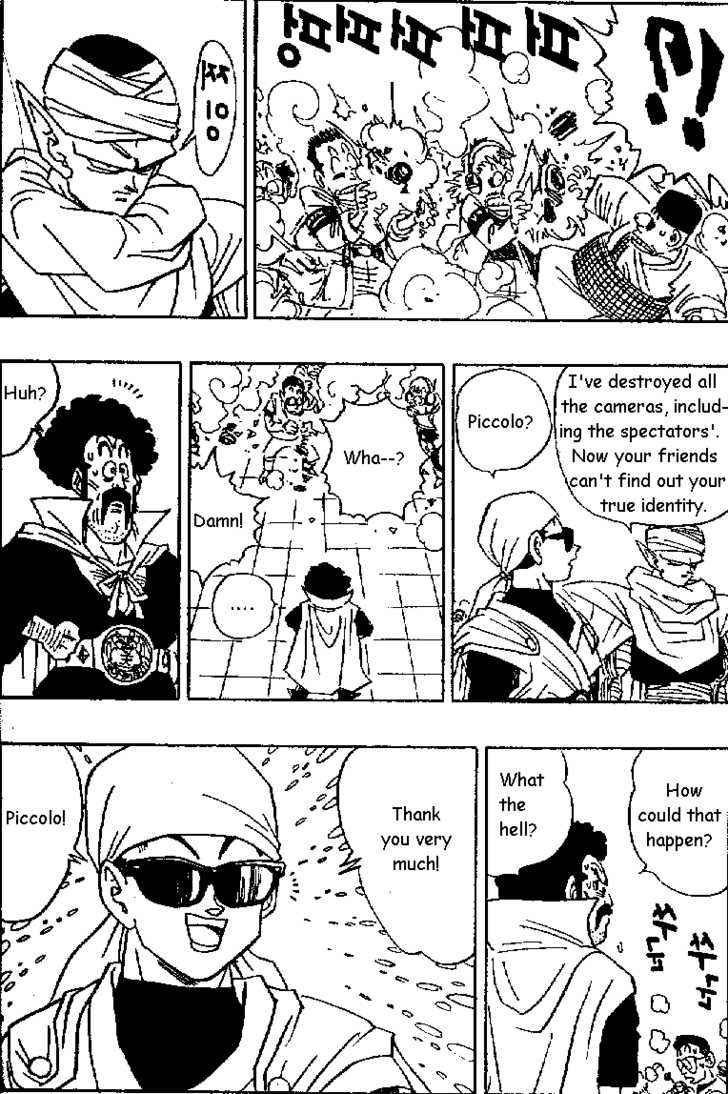 Huh?
Wha--?
Damn!
....
Piccolo?
I've destroyed all
the cameras, includ-
ing the spectators'.
Now your friends
can't find out your
true identity.
Piccolo!
Thank
you very
much!
What
the
hell?
How
could that
happen?